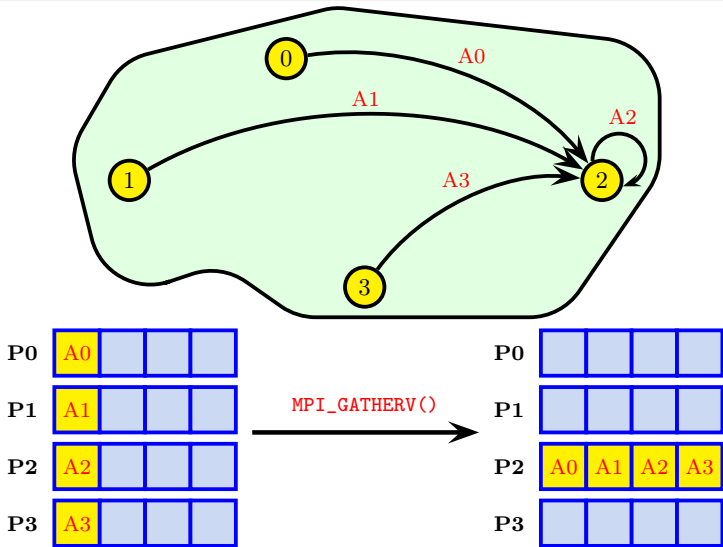 0
A0
A1
A2
1
A3
2
3
P0 A0
P0
P1 A1
MPI_GATHERV()
P1
P2 A2
P2 A0 A1 A2 A3
P3 A3
P3